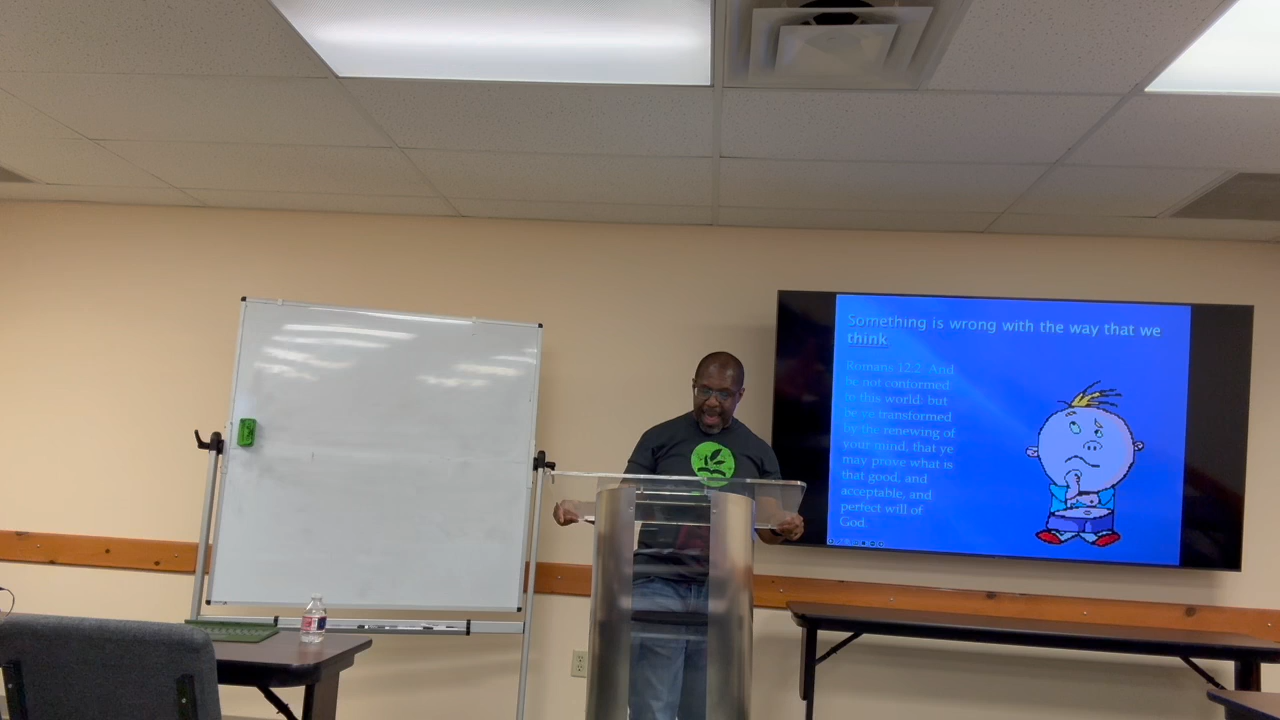 Something is wrong with the way that we
think
Romans 12:2 And
be not conformed
to this world: but
be ye transformed
by the renewing of
your mind, that ye
may prove what is
that good, and
acceptable, and
perfect will of
God.